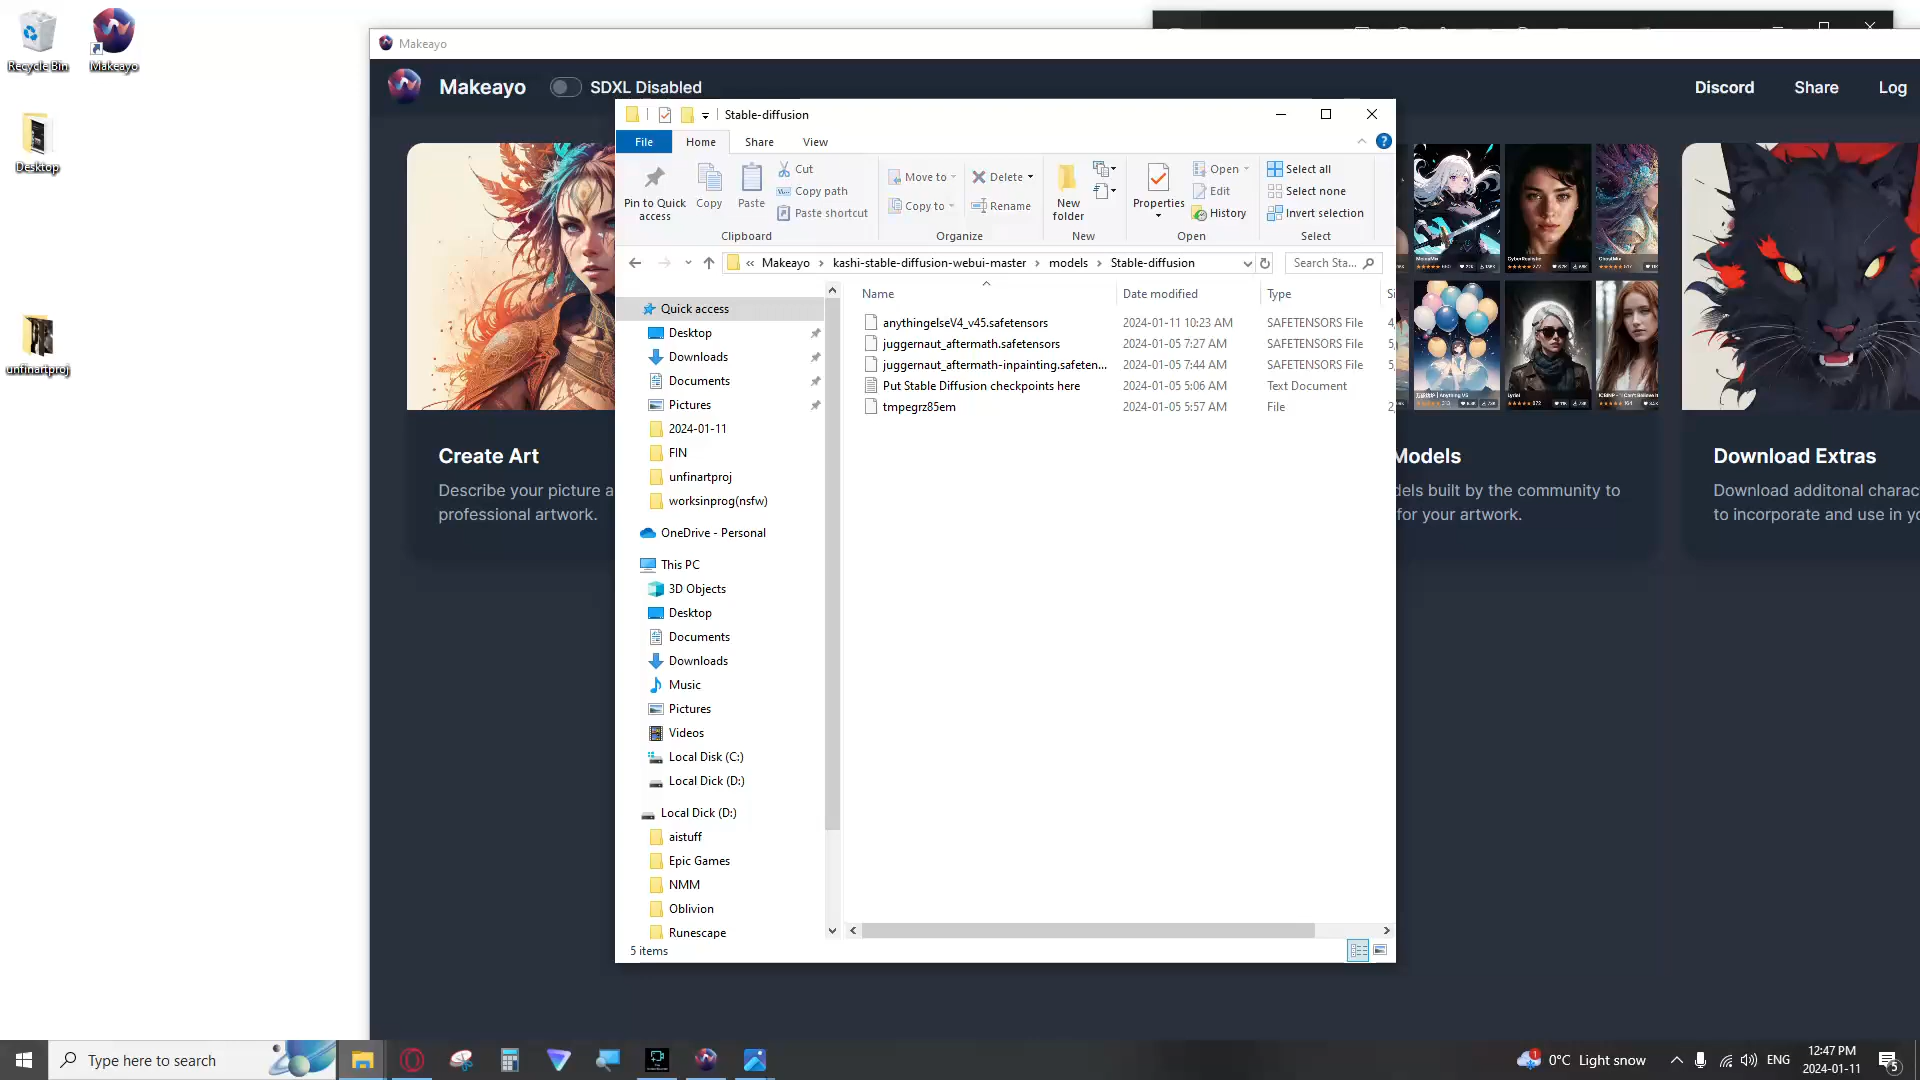 Recycle Bin
Makeayo
Desktop
unfinartproj
Makeayo
Makeayo
SDXL Disabled
Discord
Share
Log
Stable-diffusion
File
Home
Share
View
Pin to Quick access
Copy
Paste
Cut
Copy path
Paste shortcut
Clipboard
Move to
Copy to
Delete
Rename
Organize
New folder
New
Properties
Open
Edit
History
Open
Select all
Select none
Invert selection
Select
Makeayo > kashi-stable-diffusion-webui-master > models > Stable-diffusion
Search Sta...
Name
Date modified
Type
Si
anythingelseV4_v45.safetensors 2024-01-11 10:23 AM SAFETENSORS File 4,
juggernaut_aftermath.safetensors 2024-01-05 7:27 AM SAFETENSORS File 5,
juggernaut_aftermath-inpainting.safeten... 2024-01-05 7:44 AM SAFETENSORS File 5,
Put Stable Diffusion checkpoints here 2024-01-05 5:06 AM Text Document
tmpegrz85em 2024-01-05 5:57 AM File 2,
Quick access
Desktop
Downloads
Documents
Pictures
2024-01-11
FIN
unfinartproj
worksinprog(nsfw)
OneDrive - Personal
This PC
3D Objects
Desktop
Documents
Downloads
Music
Pictures
Videos
Local Disk (C:)
Local Dick (D:)
Local Dick (D:)
aistuff
Epic Games
NMM
Oblivion
Runescape
5 items
Create Art
Describe your picture a
professional artwork.
Models
dels built by the community to
for your artwork.
Download Extras
Download additonal charac
to incorporate and use in yo
Type here to search
0°C Light snow
ENG
12:47 PM
2024-01-11
5